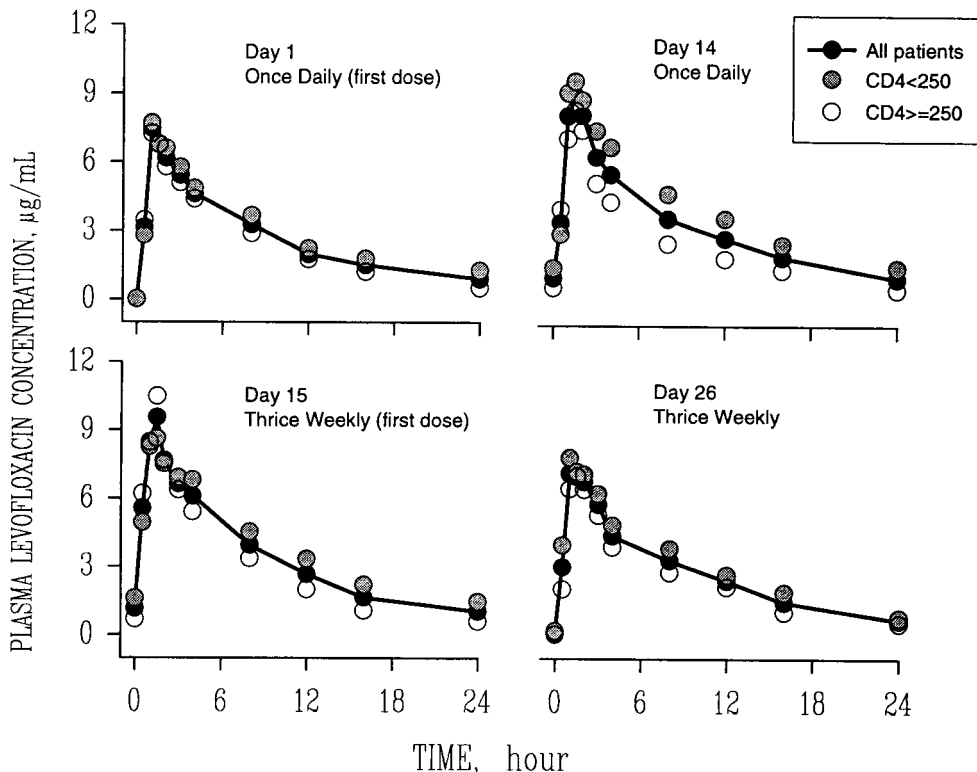 12
9
6
3
0
Day 1
Once Daily (first dose)
Day 14
Once Daily
All patients
CD4<250
CD4>=250
12
9
6
3
0
Day 15
Thrice Weekly (first dose)
Day 26
Thrice Weekly
0 6 12 18 24
0 6 12 18 24
PLASMA LEVOFLOXACIN CONCENTRATION, µg/mL
TIME, hour